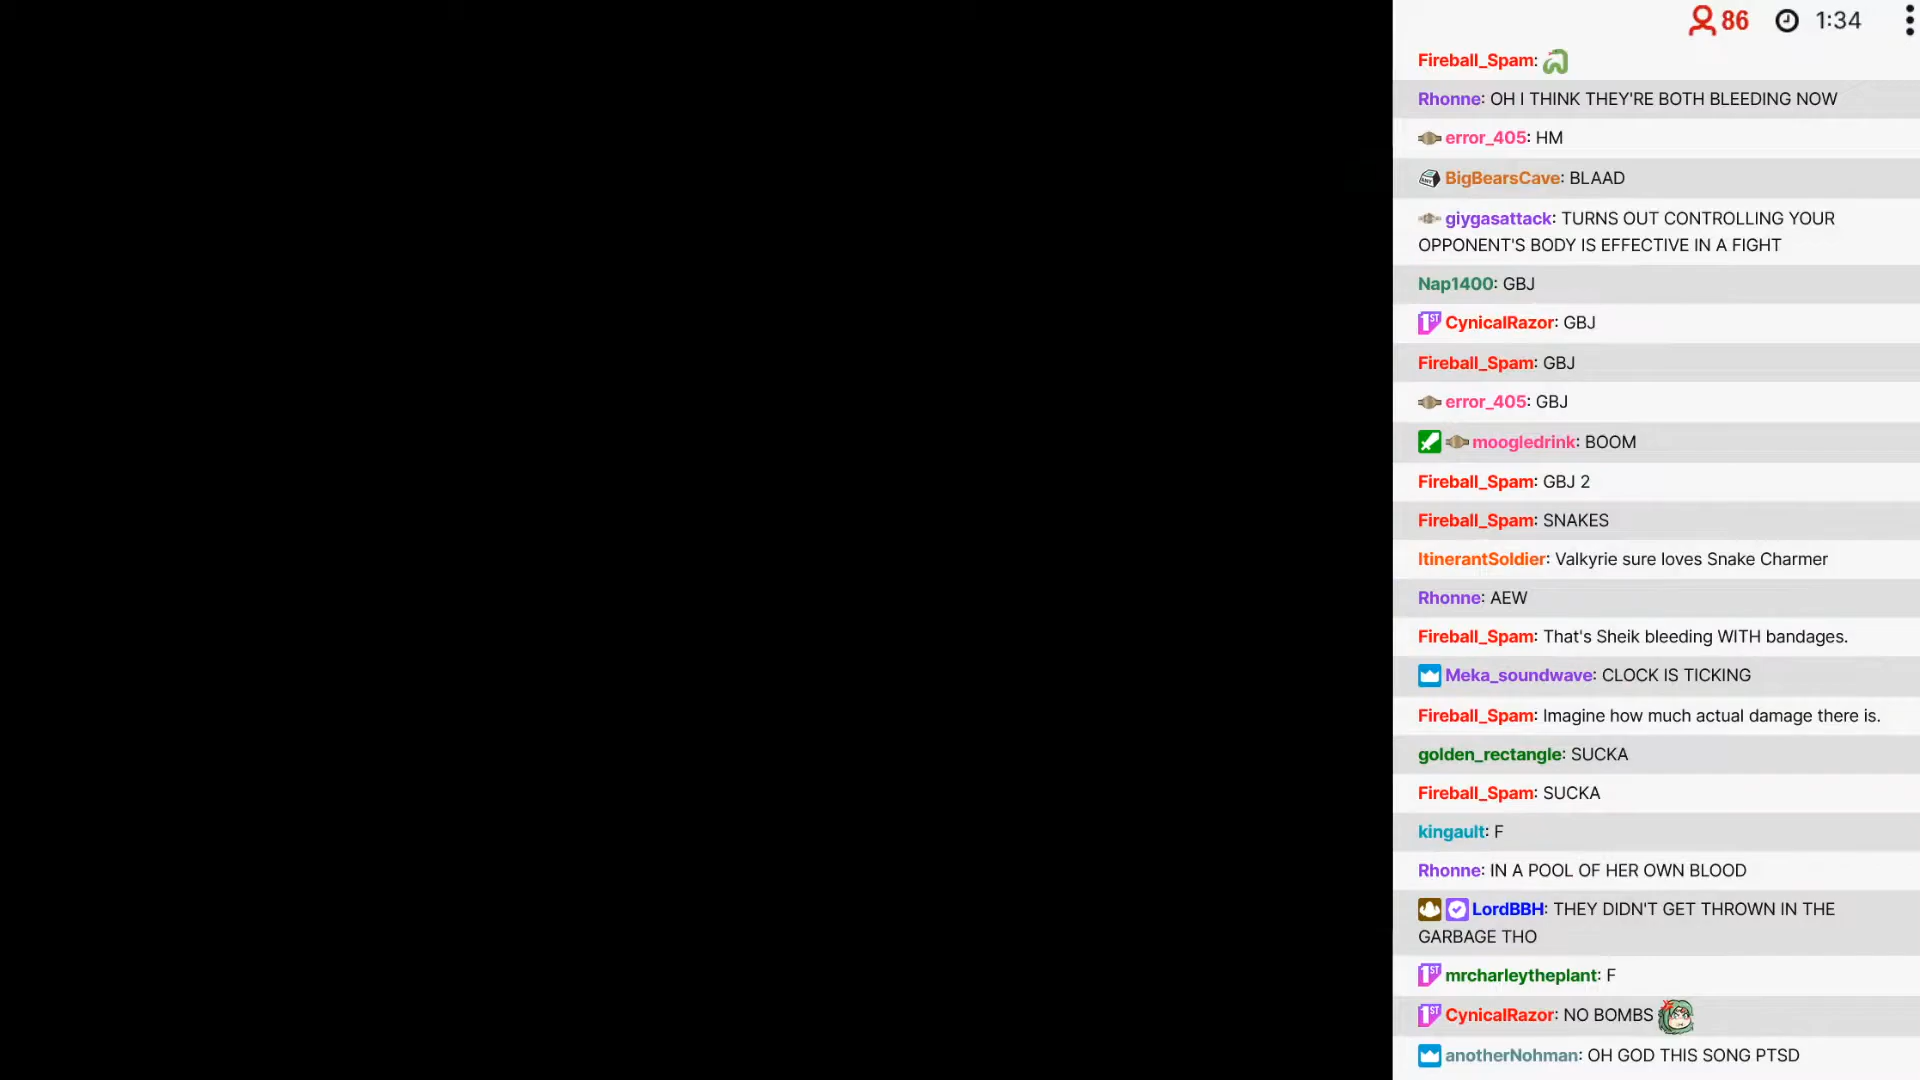 86 1:34
Fireball_Spam:
Rhonne: OH I THINK THEY'RE BOTH BLEEDING NOW
error_405: HM
BigBearsCave: BLAAD
giygasattack: TURNS OUT CONTROLLING YOUR
OPPONENT'S BODY IS EFFECTIVE IN A FIGHT
Nap1400: GBJ
1ST CynicalRazor: GBJ
Fireball_Spam: GBJ
error_405: GBJ
moogledrink: BOOM
Fireball_Spam: GBJ 2
Fireball_Spam: SNAKES
ItinerantSoldier: Valkyrie sure loves Snake Charmer
Rhonne: AEW
Fireball_Spam: That's Sheik bleeding WITH bandages.
Meka_soundwave: CLOCK IS TICKING
Fireball_Spam: Imagine how much actual damage there is.
golden_rectangle: SUCKA
Fireball_Spam: SUCKA
kingault: F
Rhonne: IN A POOL OF HER OWN BLOOD
LordBBH: THEY DIDN'T GET THROWN IN THE
GARBAGE THO
1ST mrcharleytheplant: F
1ST CynicalRazor: NO BOMBS
anotherNohman: OH GOD THIS SONG PTSD